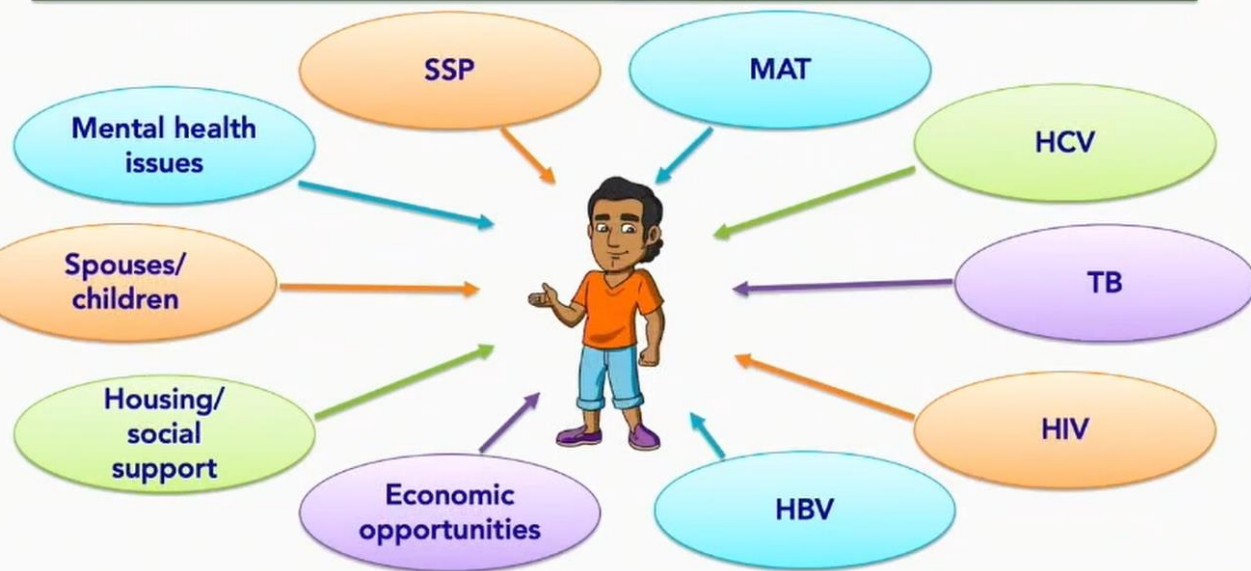 SSP
MAT
Mental health
issues
HCV
Spouses/
children
TB
Housing/
social
support
HIV
Economic
opportunities
HBV